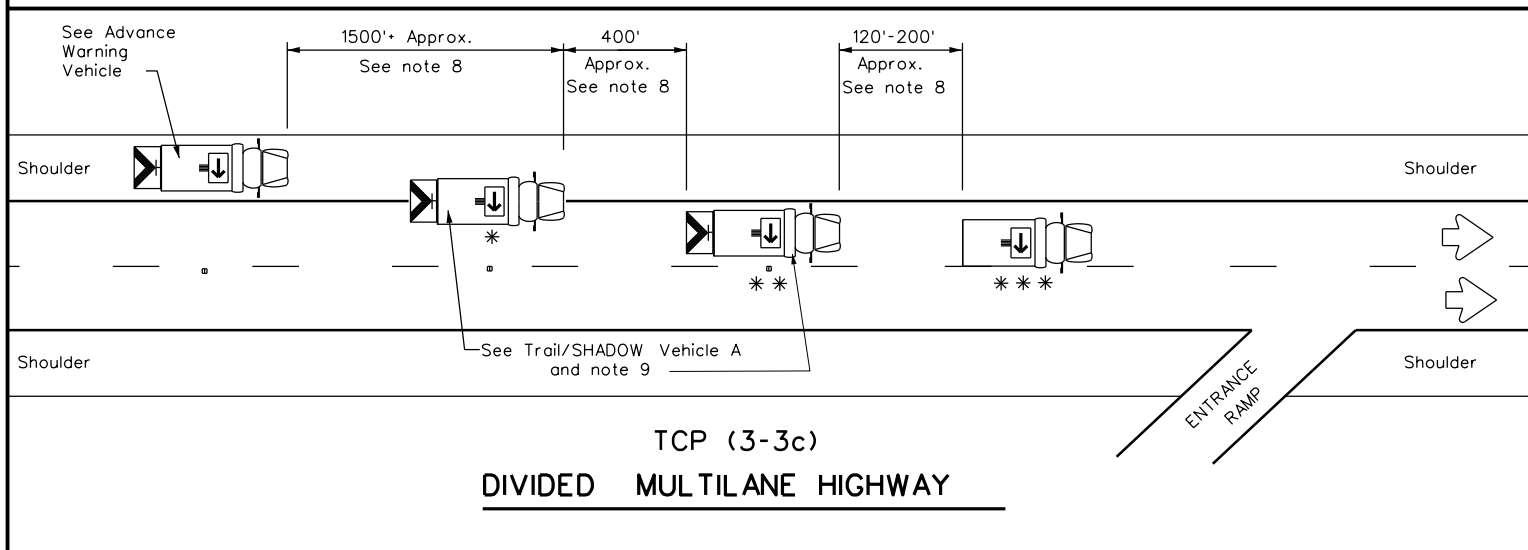 See Advance
Warning
Vehicle
1500'+ Approx.
See note 8
400'
Approx.
See note 8
120'-200'
Approx.
See note 8
Shoulder
Shoulder
*
* *
* * *
See Trail/SHADOW Vehicle A
and note 9
Shoulder
Shoulder
ENTRANCE
RAMP
TCP (3-3c)
DIVIDED MULTILANE HIGHWAY